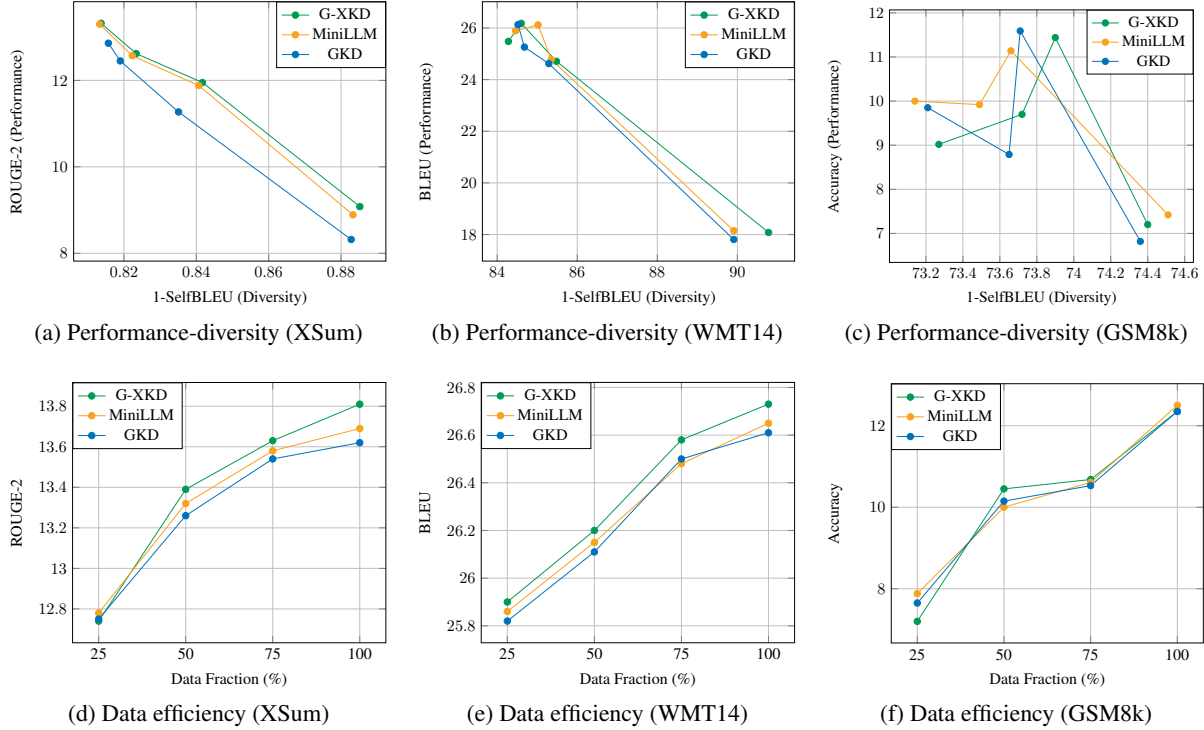 G-XKD
MiniLLM
GKD
12
10
8
0.82
0.84
0.86
0.88
ROUGE-2 (Performance)
1-SelfBLEU (Diversity)
(a) Performance-diversity (XSum)
G-XKD
MiniLLM
GKD
26
24
22
20
18
84
86
88
90
BLEU (Performance)
1-SelfBLEU (Diversity)
(b) Performance-diversity (WMT14)
G-XKD
MiniLLM
GKD
12
11
10
9
8
7
73.2
73.4
73.6
73.8
74
74.2
74.4
74.6
Accuracy (Performance)
1-SelfBLEU (Diversity)
(c) Performance-diversity (GSM8k)
G-XKD
MiniLLM
GKD
13.8
13.6
13.4
13.2
13
12.8
25
50
75
100
ROUGE-2
Data Fraction (%)
(d) Data efficiency (XSum)
G-XKD
MiniLLM
GKD
26.8
26.6
26.4
26.2
26
25.8
25
50
75
100
BLEU
Data Fraction (%)
(e) Data efficiency (WMT14)
G-XKD
MiniLLM
GKD
12
10
8
25
50
75
100
Accuracy
Data Fraction (%)
(f) Data efficiency (GSM8k)